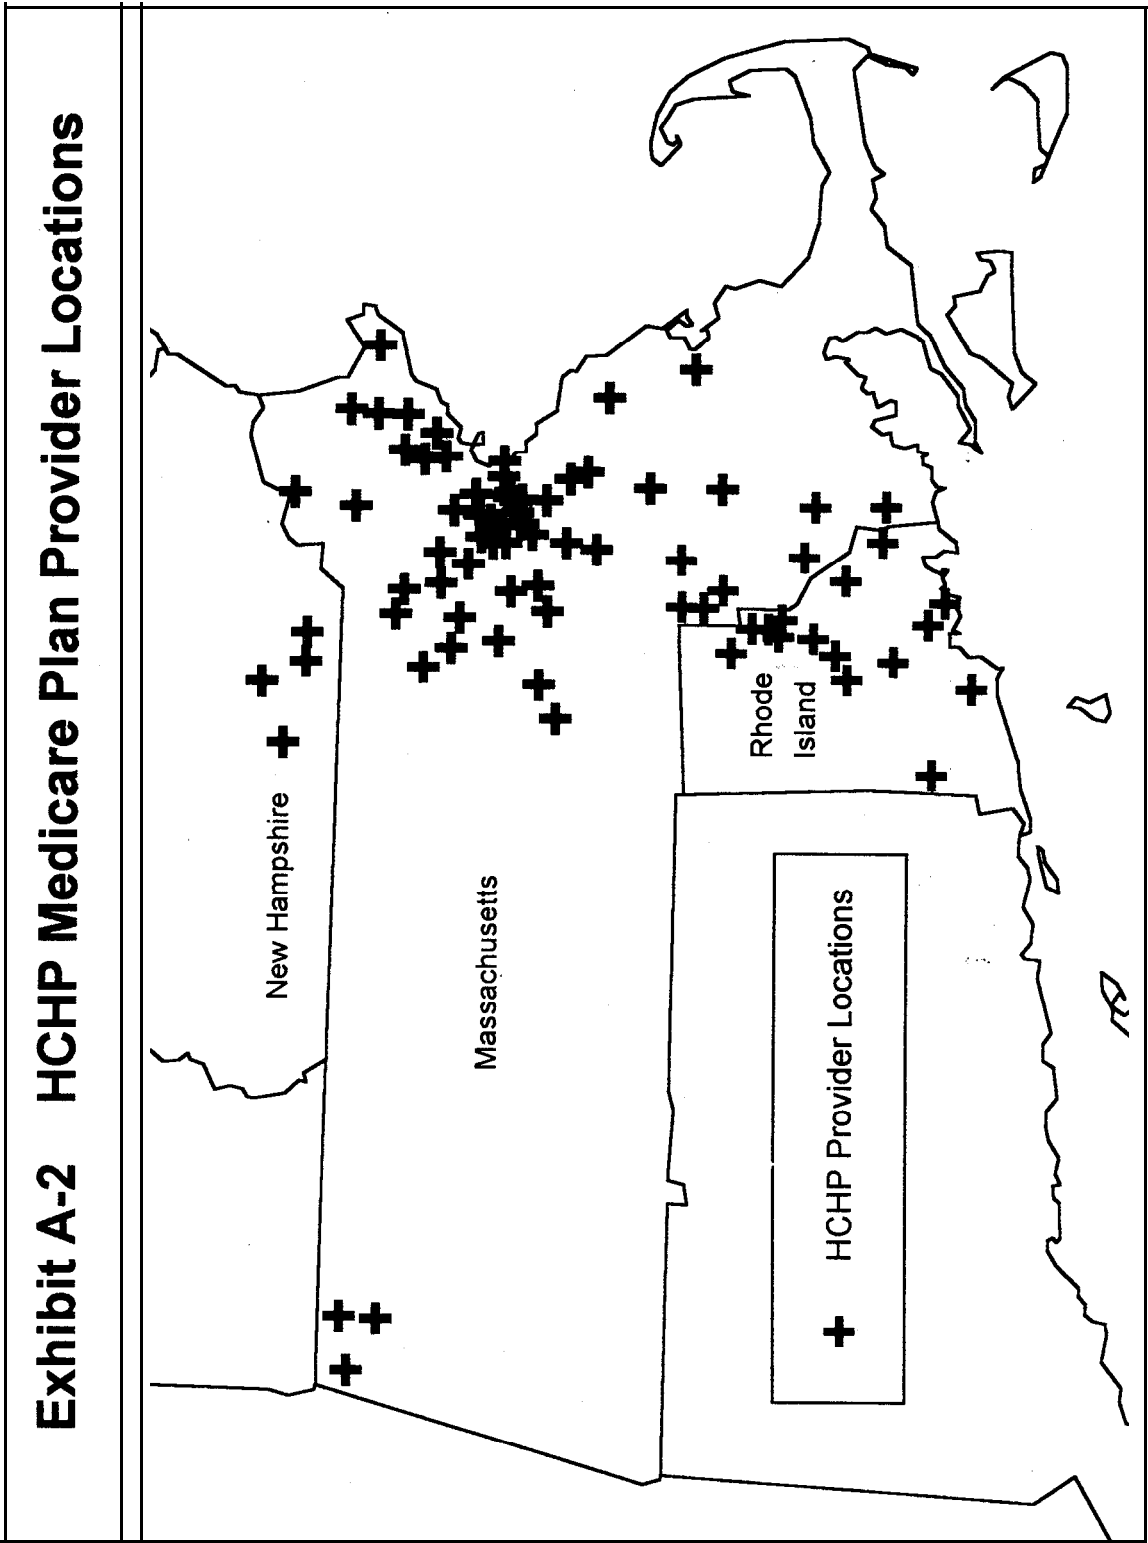 Exhibit A-2 HCHP Medicare Plan Provider Locations
New Hampshire
Massachusetts
Rhode
Island
HCHP Provider Locations